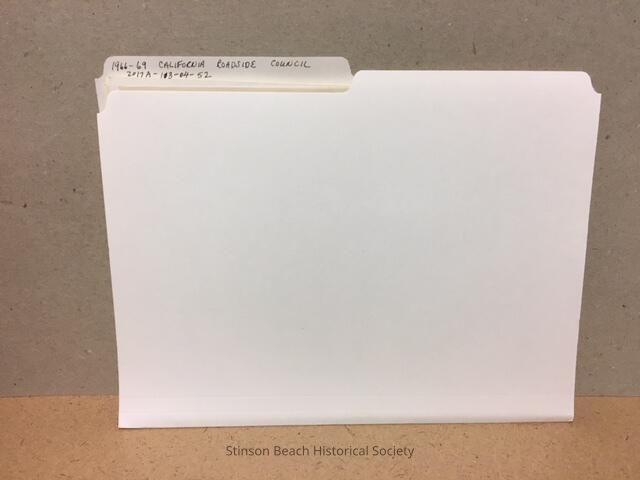 1966-69 CALIFORNIA ROADSIDE COUNCIL
2017A-103-04-52
Stinson Beach Historical Society